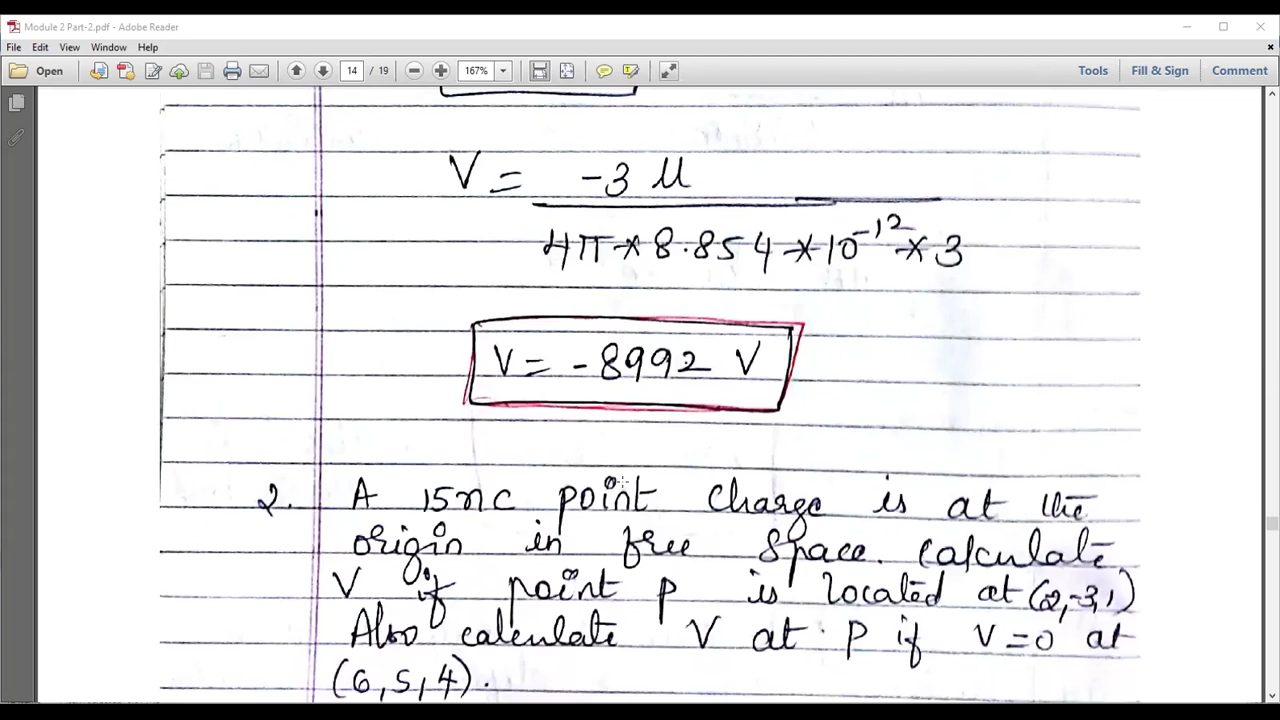 Module 2 Part-2.pdf - Adobe Reader
File Edit View Window Help
Open 14 / 19 167% Tools Fill & Sign Comment
V = -3 μ
4π * 8.854 * 10^-12 * 3
V = - 8992 V
2. A 15nc point charge is at the
origin in free space. calculate
V if point p is located at (2,-3,1)
Also calculate V at p if V=0 at
(6,5,4).